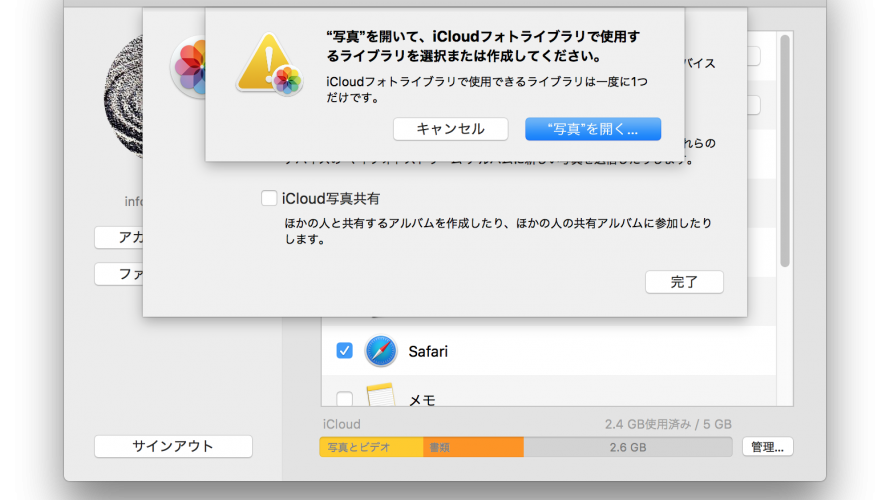 “写真”を開いて、iCloudフォトライブラリで使用す
るライブラリを選択または作成してください。
iCloudフォトライブラリで使用できるライブラリは一度に1つ
だけです。
キャンセル
“写真”を開く...
バイス
れらの
iCloud写真共有
ほかの人と共有するアルバムを作成したり、ほかの人の共有アルバムに参加したり
します。
完了
info
アカ
ファ
Safari
メモ
iCloud
2.4 GB使用済み / 5 GB
写真とビデオ
書類
2.6 GB
管理...
サインアウト